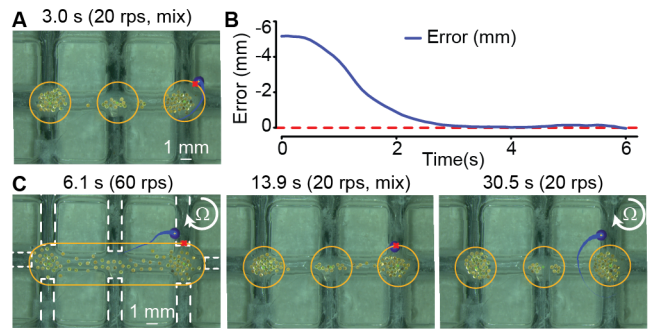 A 3.0 s (20 rps, mix)
1 mm
B
Error (mm)
-6
-4
-2
0
Error (mm)
0 2 4 6
Time(s)
C 6.1 s (60 rps)
Ω
1 mm
13.9 s (20 rps, mix)
30.5 s (20 rps)
Ω